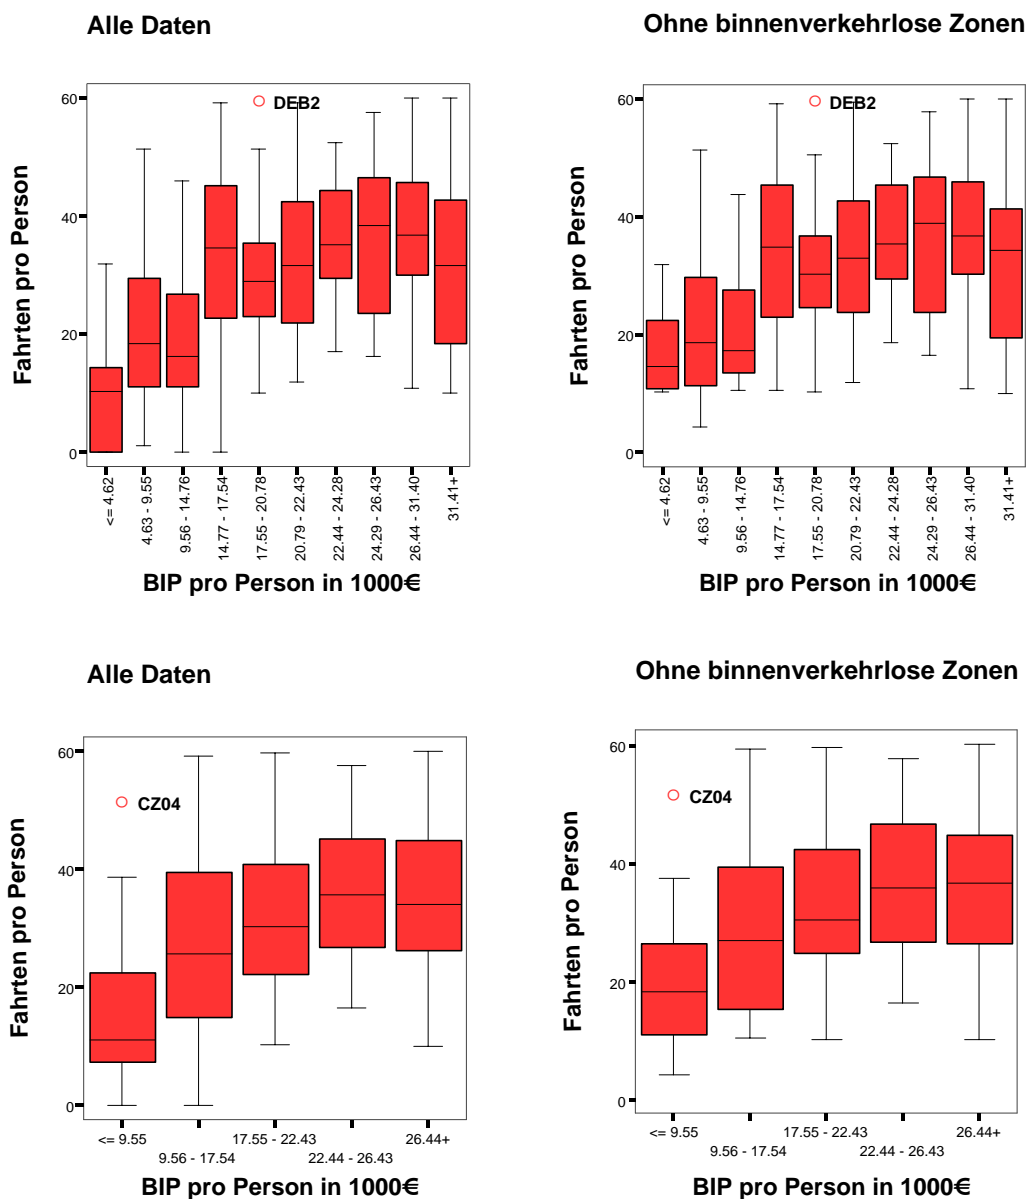 Alle Daten
Fahrten pro Person
60
40
20
0
DEB2
<= 4.62
4.63 - 9.55
9.56 - 14.76
14.77 - 17.54
17.55 - 20.78
20.79 - 22.43
22.44 - 24.28
24.29 - 26.43
26.44 - 31.40
31.41+
BIP pro Person in 1000€
Ohne binnenverkehrlose Zonen
Fahrten pro Person
60
40
20
0
DEB2
<= 4.62
4.63 - 9.55
9.56 - 14.76
14.77 - 17.54
17.55 - 20.78
20.79 - 22.43
22.44 - 24.28
24.29 - 26.43
26.44 - 31.40
31.41+
BIP pro Person in 1000€
Alle Daten
Fahrten pro Person
60
40
20
0
CZ04
<= 9.55
9.56 - 17.54
17.55 - 22.43
22.44 - 26.43
26.44+
BIP pro Person in 1000€
Ohne binnenverkehrlose Zonen
Fahrten pro Person
60
40
20
0
CZ04
<= 9.55
9.56 - 17.54
17.55 - 22.43
22.44 - 26.43
26.44+
BIP pro Person in 1000€